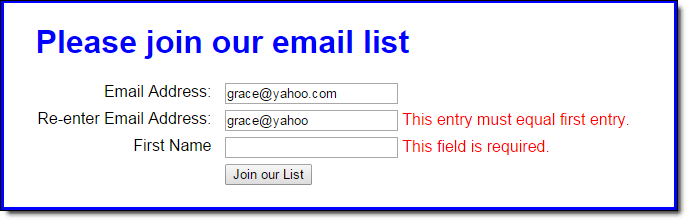 Please join our email list
Email Address: grace@yahoo.com
Re-enter Email Address: grace@yahoo This entry must equal first entry.
First Name This field is required.
Join our List